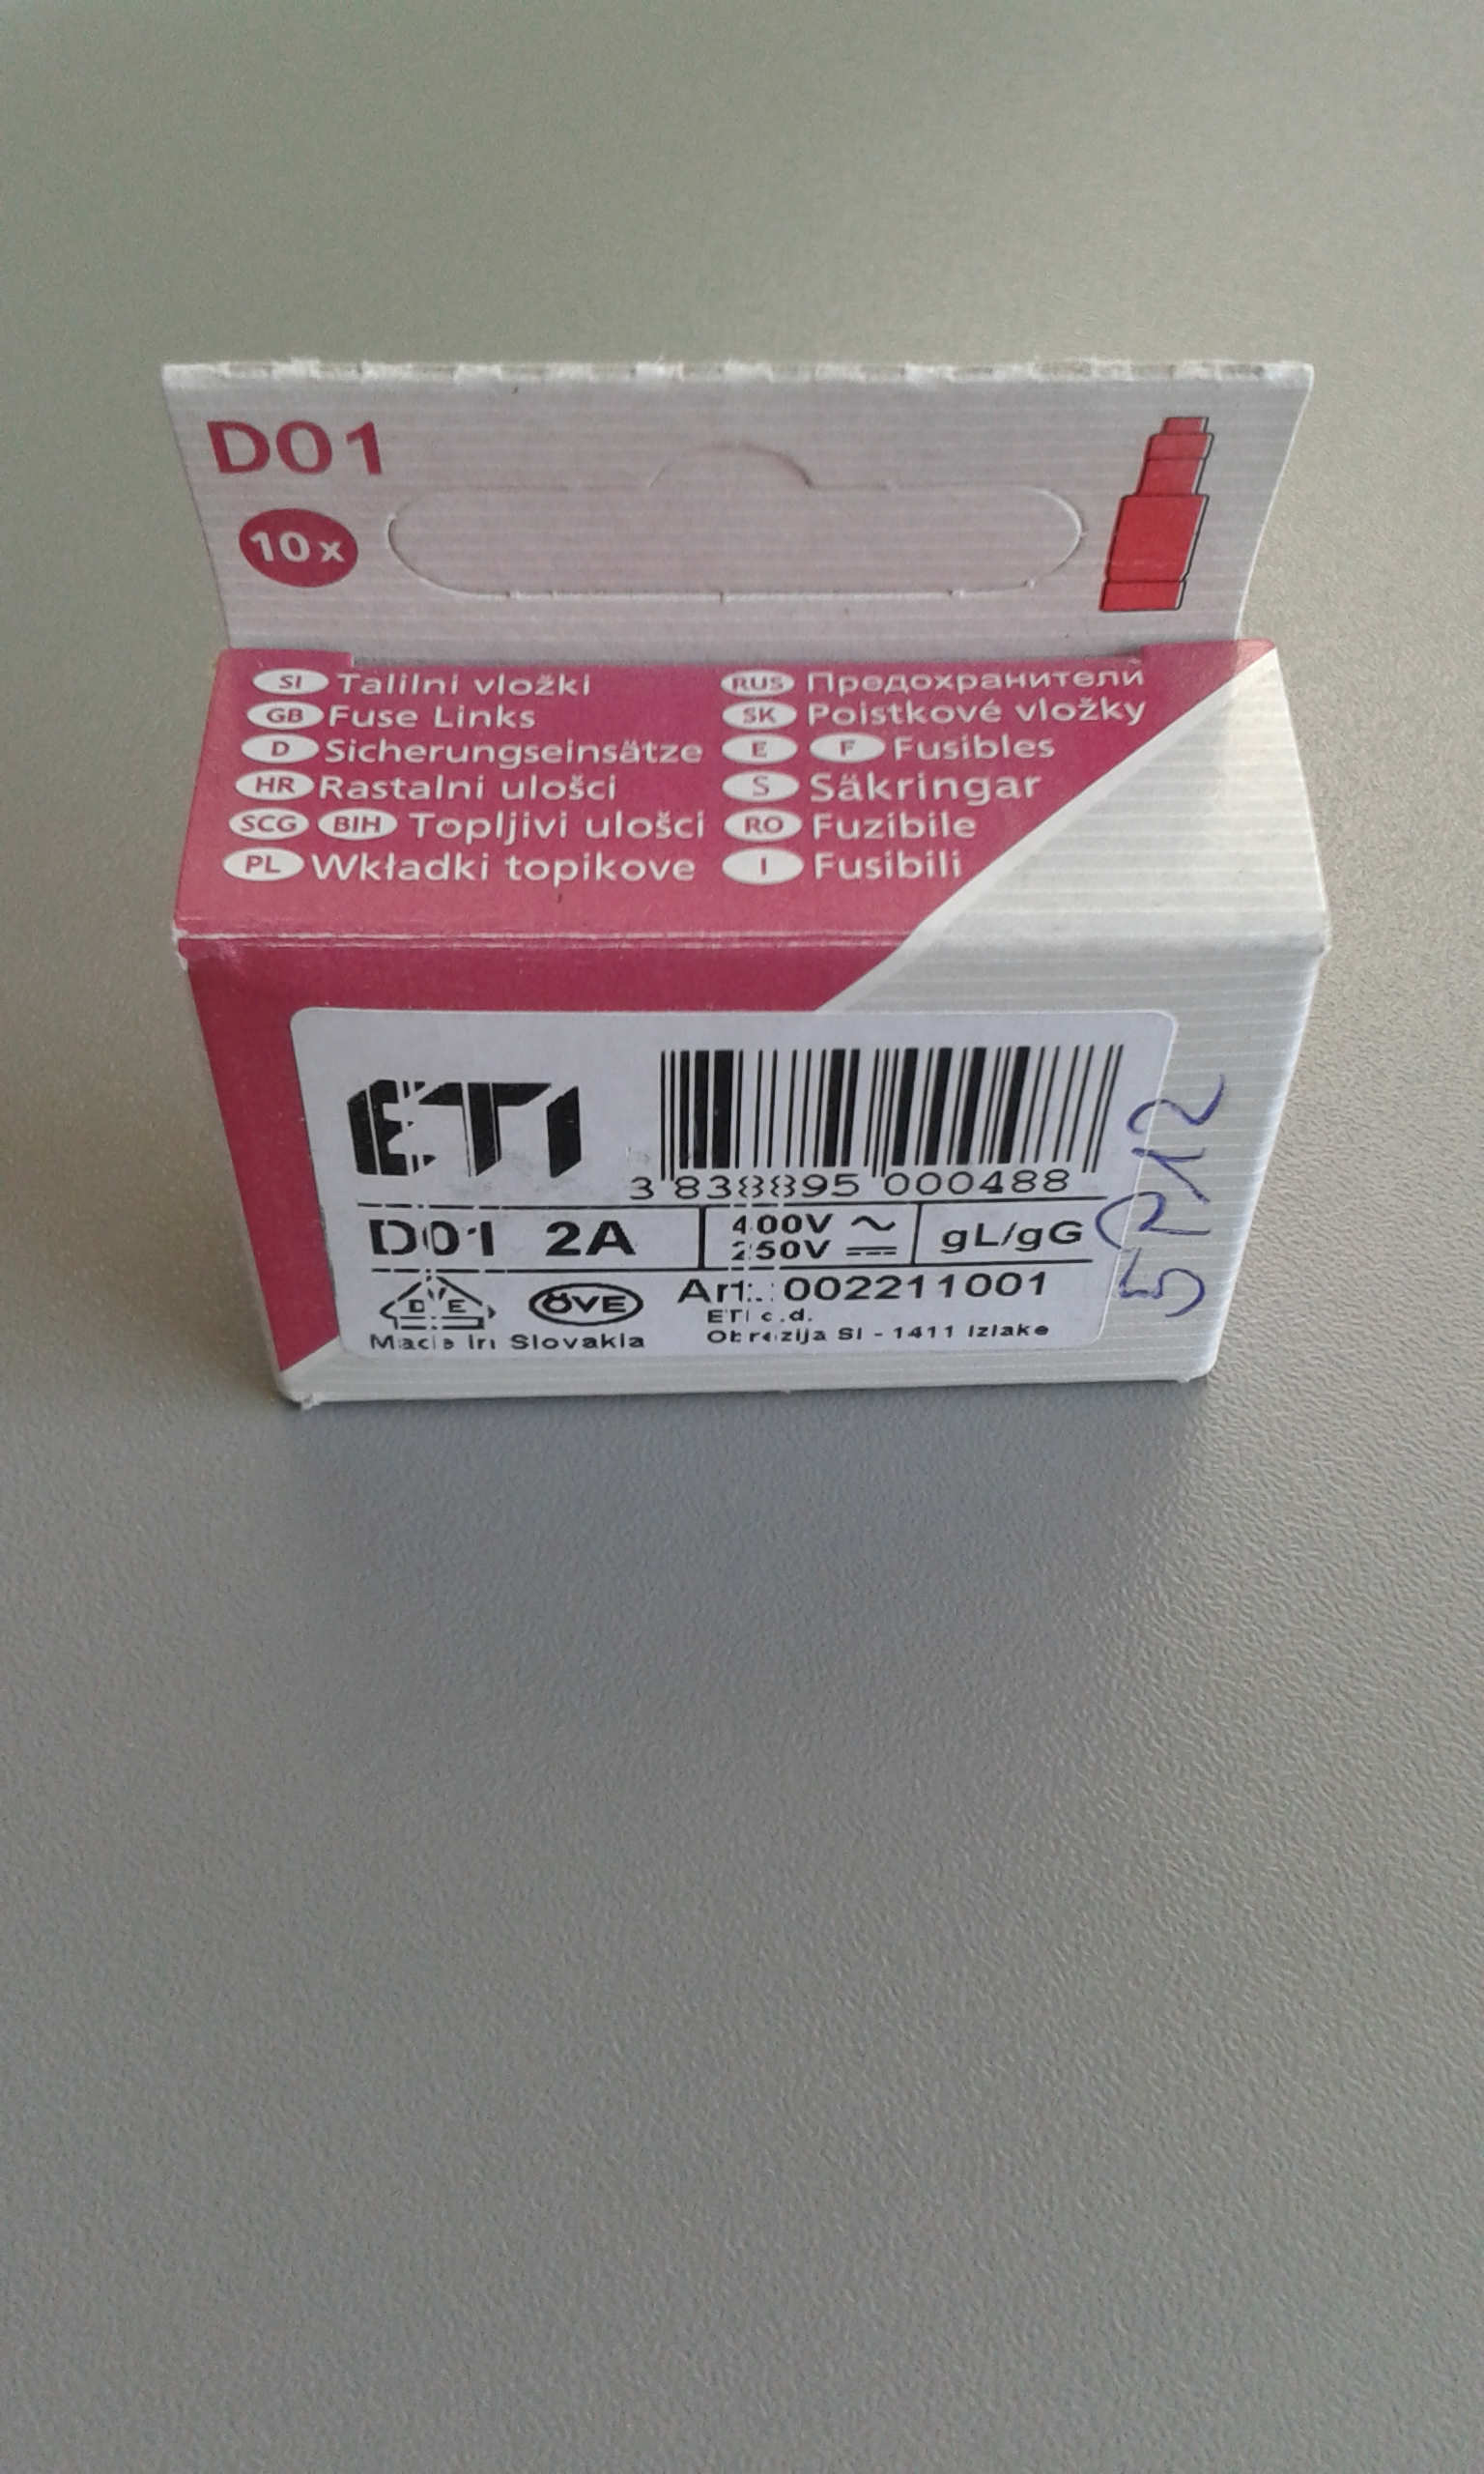 D01
10x
SI Talilni vložki
GB Fuse Links
D Sicherungseinsätze
HR Rastalni ulošci
SCG BIH Topljivi ulošci
PL Wkładki topikove
RUS Предохранители
SK Poistkové vložky
E F Fusibles
S Säkringar
RO Fuzibile
I Fusibili
ETI
3 838895 000488
D01 2A
400V ~
250V
gL/gG
DVE
ÖVE
Art.: 002211001
Made in Slovakia
ETI d.d.
Obrezija SI - 1411 Izlake